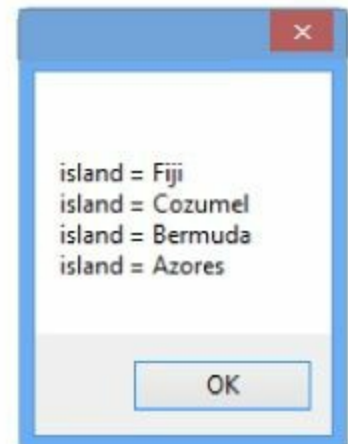 island = Fiji
island = Cozumel
island = Bermuda
island = Azores
OK